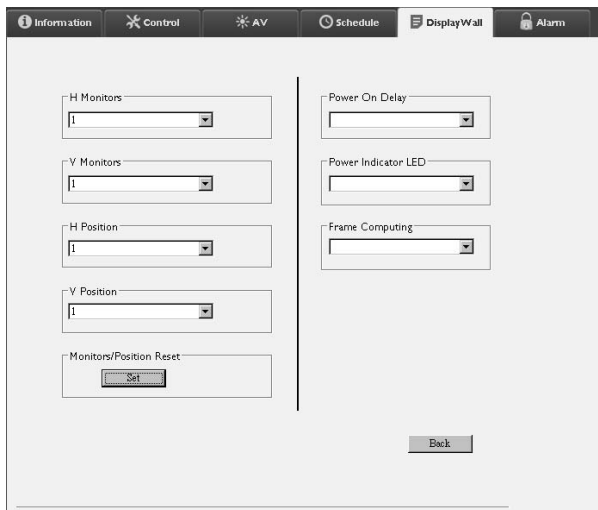 Information Control AV Schedule DisplayWall Alarm
H Monitors
1
V Monitors
1
H Position
1
V Position
1
Monitors/Position Reset
Set
Power On Delay
Power Indicator LED
Frame Computing
Back